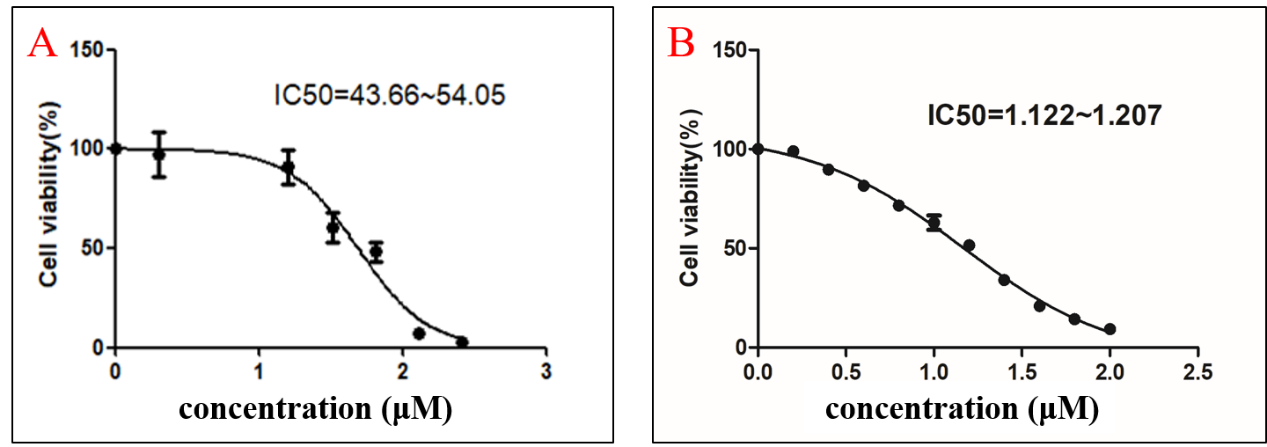 A
150
IC50=43.66~54.05
100
Cell viability(%)
50
0
0 1 2 3
concentration (μM)
B
150
IC50=1.122~1.207
100
Cell viability(%)
50
0
0.0 0.5 1.0 1.5 2.0 2.5
concentration (μM)